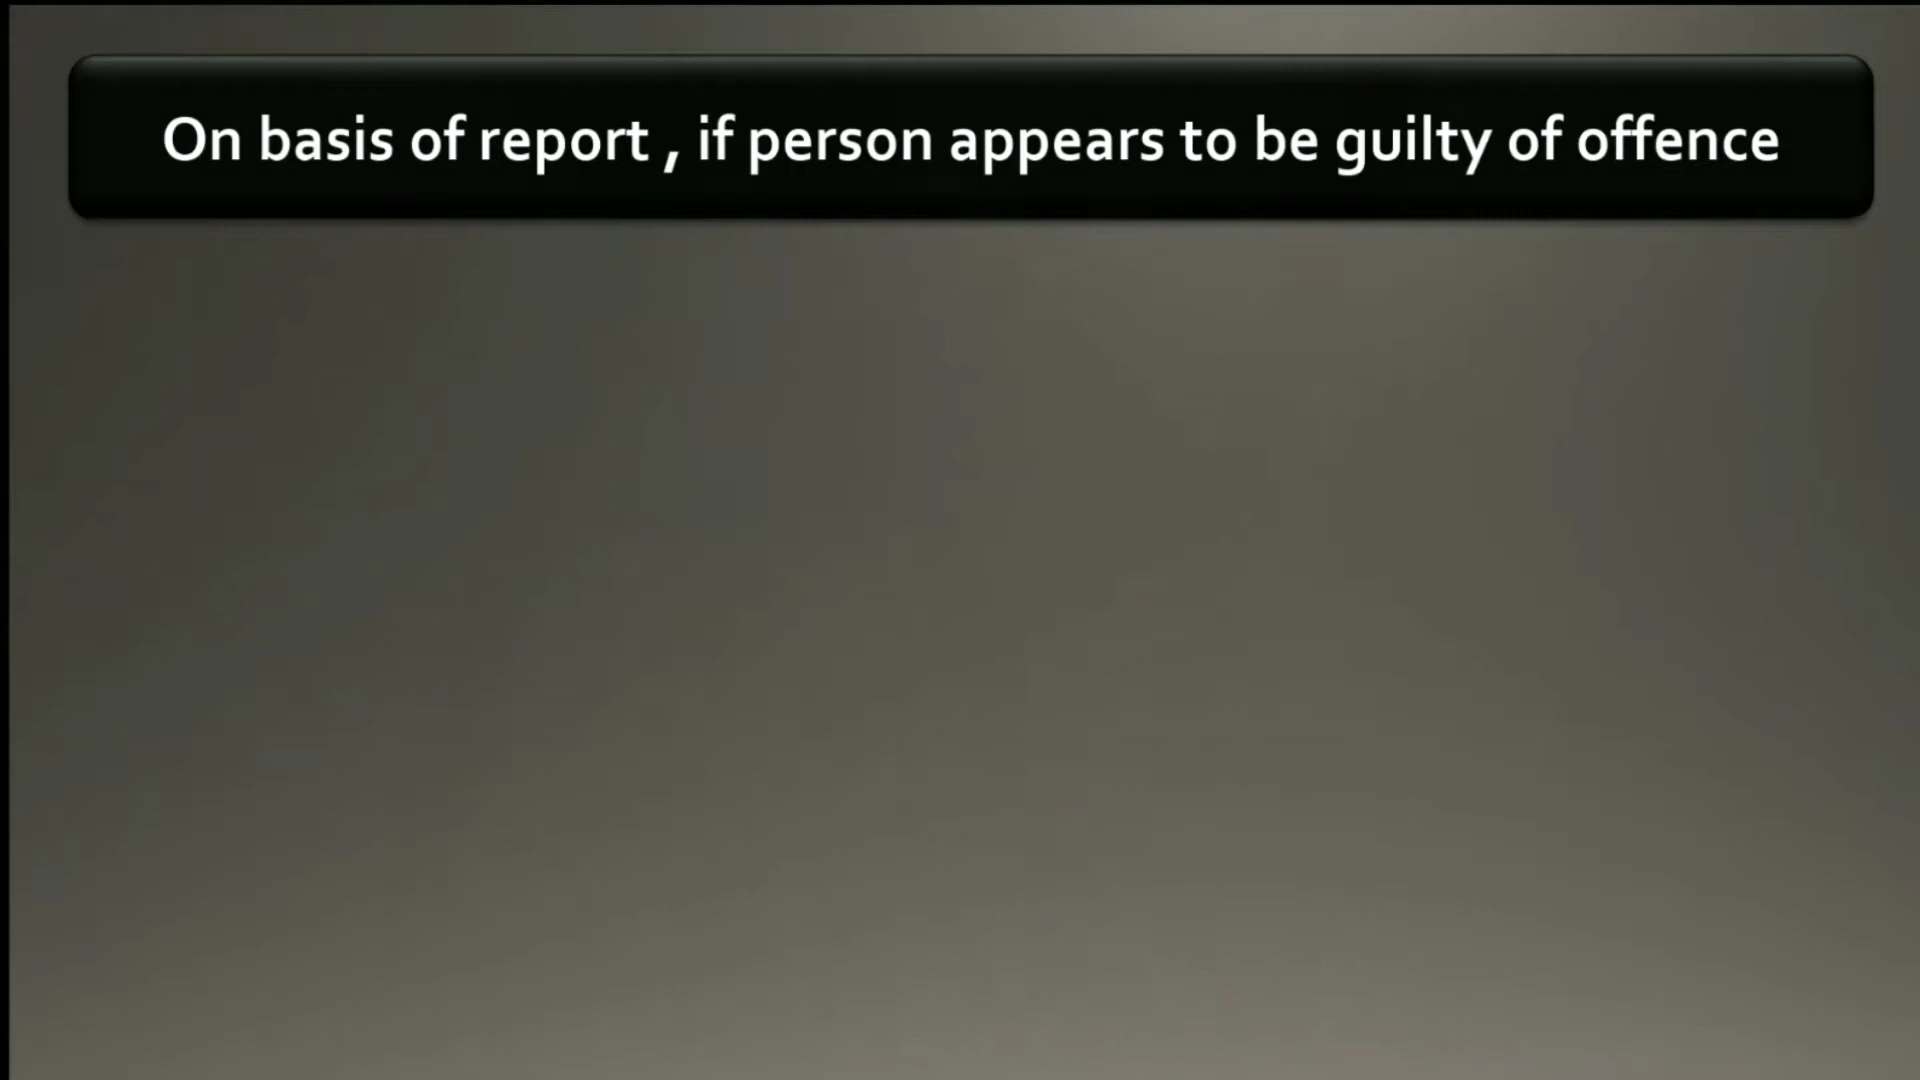 On basis of report , if person appears to be guilty of offence